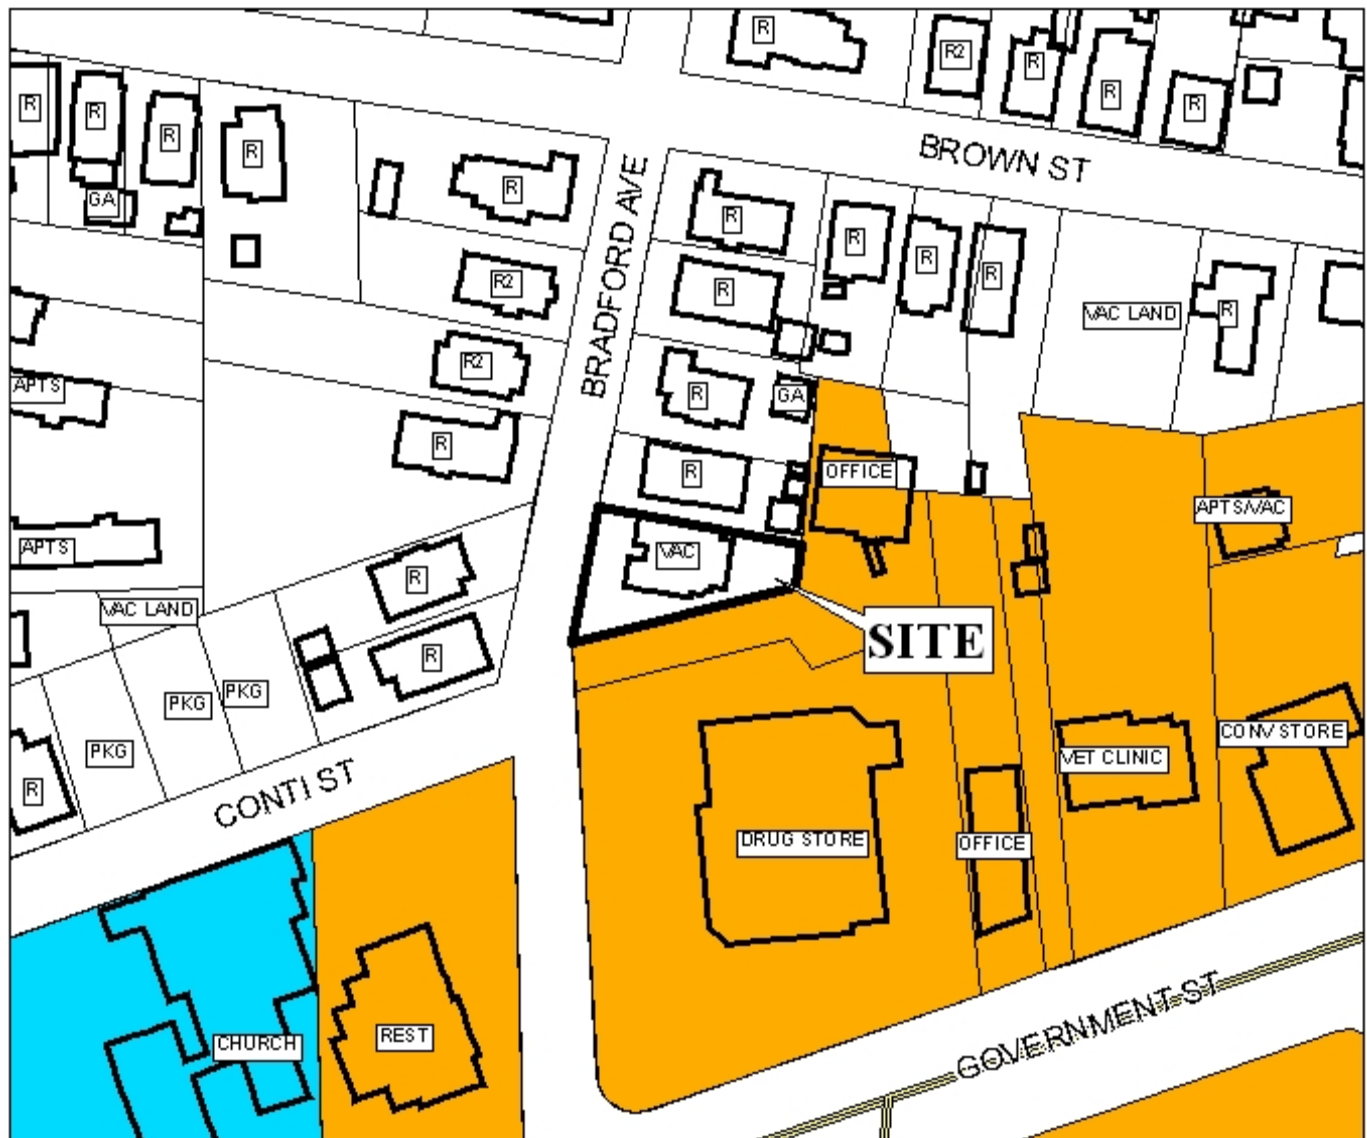 R
R2
R
R
R
R
R
R
R
GA
BROWN ST
BRADFORD AVE
R
R
R
R
R
R2
R
R
VAC LAND
R
R2
R
GA
APTS
R
R
OFFICE
APTS/VAC
APTS
VAC
R
VAC LAND
SITE
R
PKG
PKG
PKG
R
CONTI ST
DRUG STORE
OFFICE
VET CLINIC
CONV STORE
CHURCH
REST
GOVERNMENT ST